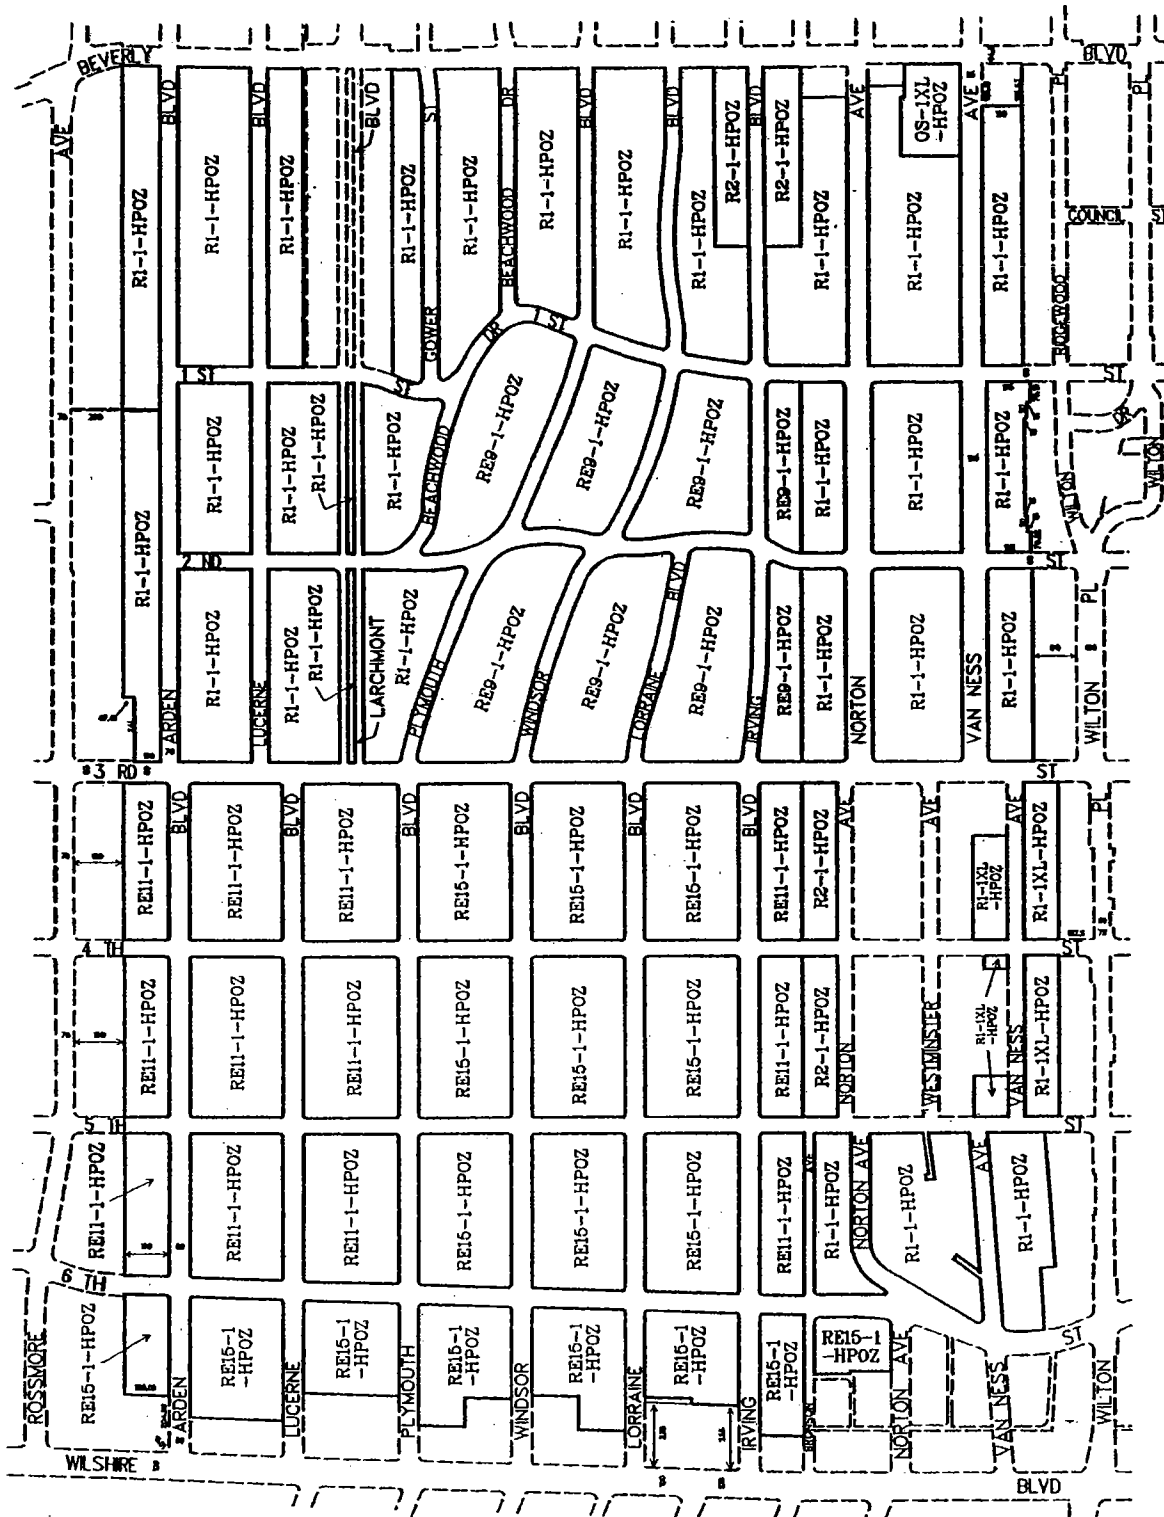 BEVERLY
BLVD
AVE
BLVD
BLVD
BLVD
ST
DR
BLVD
BLVD
BLVD
AVE
AVE
PL
PL
OS-1XL
-HPOZ
R1-1-HPOZ
R1-1-HPOZ
R1-1-HPOZ
R1-1-HPOZ
R1-1-HPOZ
R1-1-HPOZ
R1-1-HPOZ
R1-1-HPOZ
R2-1-HPOZ
R2-1-HPOZ
R1-1-HPOZ
R1-1-HPOZ
R1-1-HPOZ
COUNCIL
ST
GOWER
BEACHWOOD
DR
1 ST
1 ST
ST
ST
R1-1-HPOZ
R1-1-HPOZ
R1-1-HPOZ
R1-1-HPOZ
R1-1-HPOZ
BEACHWOOD
RE9-1-HPOZ
RE9-1-HPOZ
RE9-1-HPOZ
RE9-1-HPOZ
R1-1-HPOZ
R1-1-HPOZ
R1-1-HPOZ
WILTON
DR
WILTON
2 ND
ST
ARDEN
R1-1-HPOZ
LUCERNE
R1-1-HPOZ
R1-1-HPOZ
LARCHMONT
R1-1-HPOZ
PLYMOUTH
RE9-1-HPOZ
WINDSOR
RE9-1-HPOZ
LORRAINE
BLVD
RE9-1-HPOZ
IRVING
RE9-1-HPOZ
R1-1-HPOZ
NORTON
R1-1-HPOZ
VAN NESS
R1-1-HPOZ
WILTON
PL
3 RD
ST
RE11-1-HPOZ
BLVD
RE11-1-HPOZ
BLVD
RE11-1-HPOZ
BLVD
RE15-1-HPOZ
BLVD
RE15-1-HPOZ
BLVD
RE15-1-HPOZ
BLVD
RE11-1-HPOZ
R2-1-HPOZ
AVE
AVE
R1-1XL
-HPOZ
AVE
R1-1XL-HPOZ
PL
4 TH
ST
RE11-1-HPOZ
RE11-1-HPOZ
RE11-1-HPOZ
RE15-1-HPOZ
RE15-1-HPOZ
RE15-1-HPOZ
RE11-1-HPOZ
R2-1-HPOZ
NORTON
WESTMINSTER
R1-1XL
-HPOZ
VAN NESS
R1-1XL-HPOZ
5 TH
ST
RE11-1-HPOZ
RE11-1-HPOZ
RE11-1-HPOZ
RE15-1-HPOZ
RE15-1-HPOZ
RE15-1-HPOZ
RE11-1-HPOZ
AVE
R1-1-HPOZ
NORTON AVE
R1-1-HPOZ
AVE
R1-1-HPOZ
6 TH
ST
ROSSMORE
RE15-1-HPOZ
ARDEN
RE15-1
-HPOZ
LUCERNE
RE15-1
-HPOZ
PLYMOUTH
RE15-1
-HPOZ
WINDSOR
RE15-1
-HPOZ
LORRAINE
RE15-1
-HPOZ
IRVING
RE15-1
-HPOZ
BRONSON
RE15-1
-HPOZ
NORTON AVE
VAN NESS
WILTON
WILSHIRE
BLVD